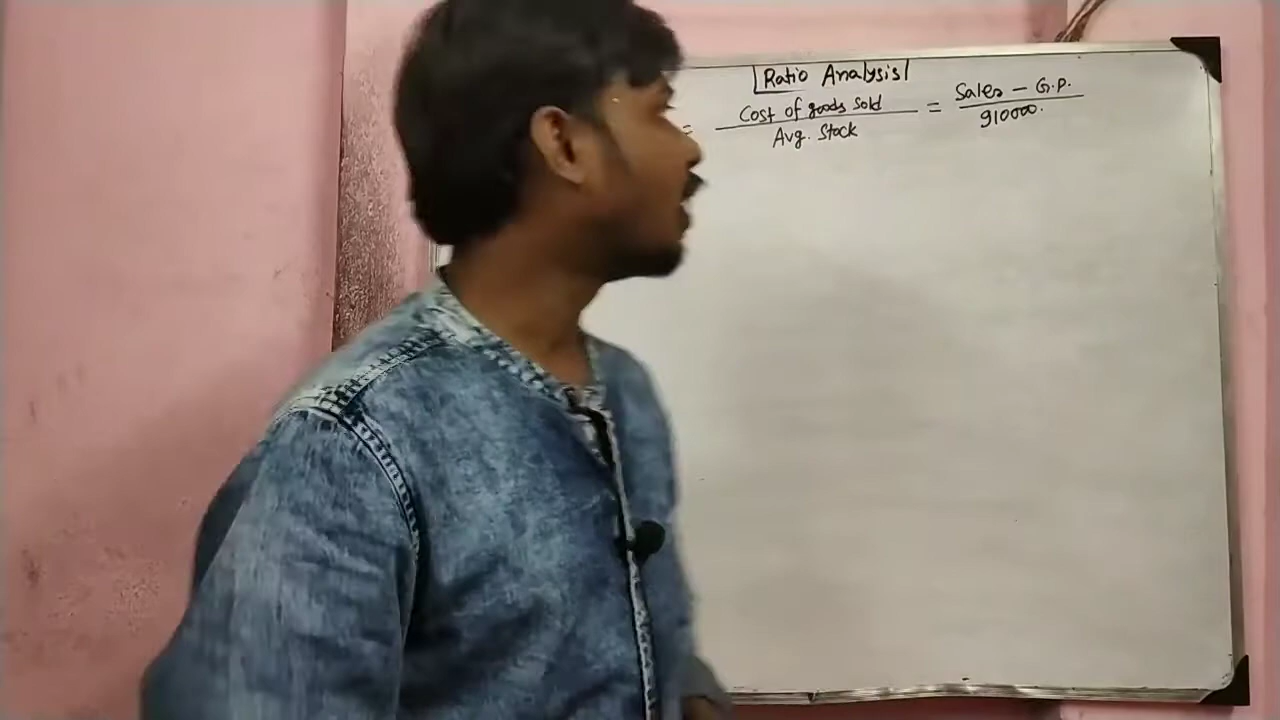 Ratio Analysis
= Cost of goods sold / Avg. Stock = Sales - G.P. / 910000.